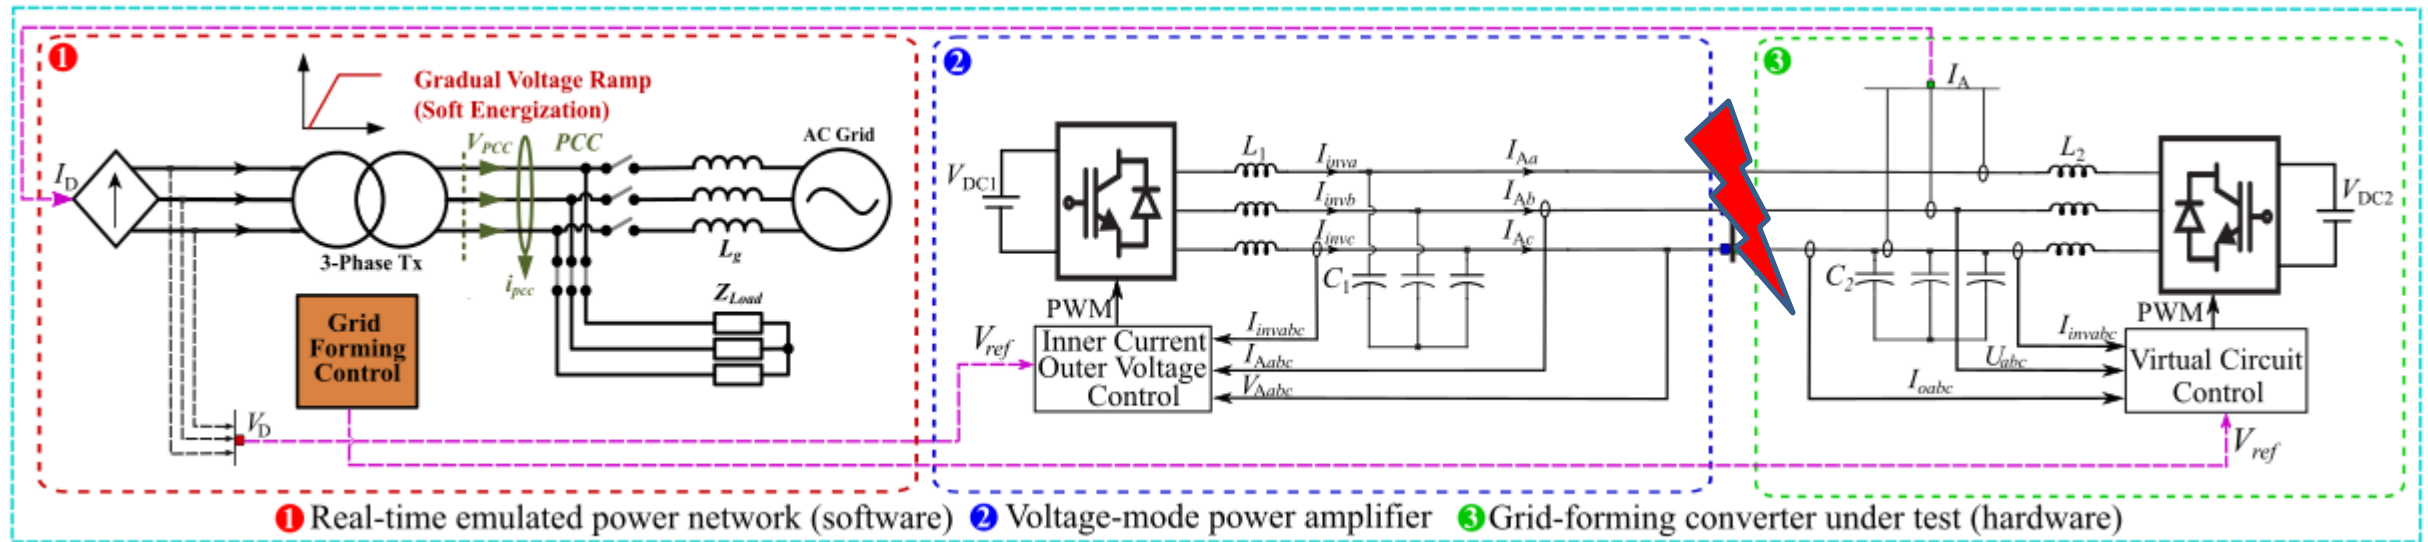 1
Gradual Voltage Ramp
(Soft Energization)
V_PCC
PCC
AC Grid
I_D
3-Phase Tx
L_g
i_pcc
Z_Load
Grid
Forming
Control
V_D
2
V_DC1
L_1
I_inva
I_Aa
I_invb
I_Ab
I_invc
I_Ac
C_1
PWM
V_ref
Inner Current
Outer Voltage
Control
I_invabc
I_Aabc
V_Aabc
3
I_A
L_2
V_DC2
C_2
PWM
I_invabc
U_abc
I_oabc
Virtual Circuit
Control
V_ref
1 Real-time emulated power network (software) 2 Voltage-mode power amplifier 3 Grid-forming converter under test (hardware)